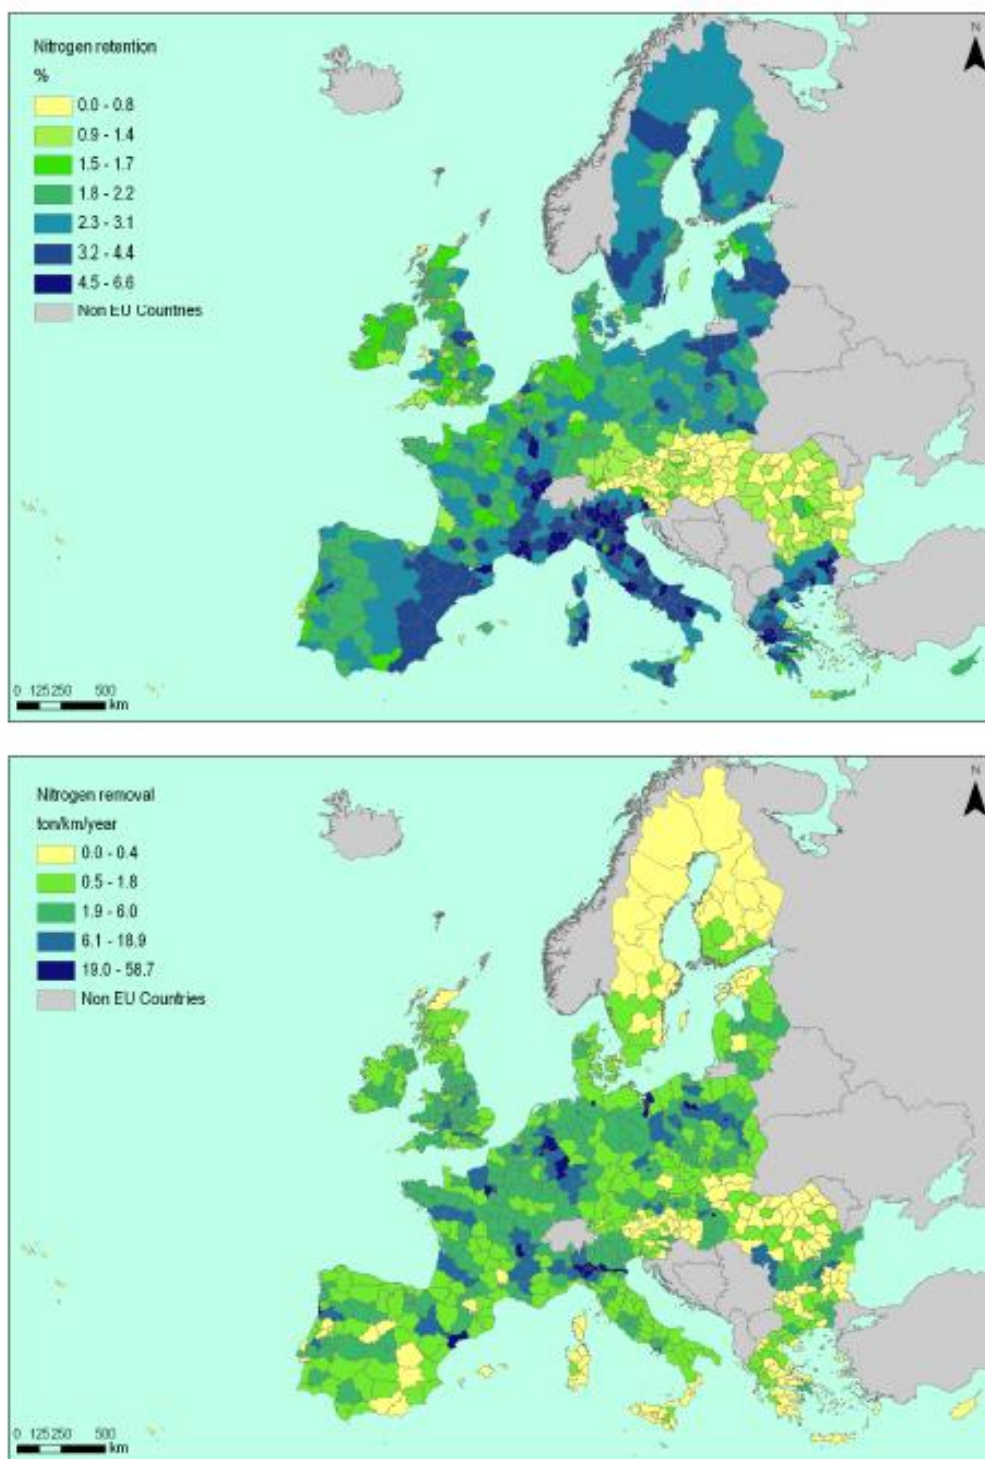 Nitrogen retention
%
0.0 - 0.8
0.9 - 1.4
1.5 - 1.7
1.8 - 2.2
2.3 - 3.1
3.2 - 4.4
4.5 - 6.6
Non EU Countries
N
0 125 250 500
km
Nitrogen removal
ton/km/year
0.0 - 0.4
0.5 - 1.8
1.9 - 6.0
6.1 - 18.9
19.0 - 58.7
Non EU Countries
N
0 125 250 500
km